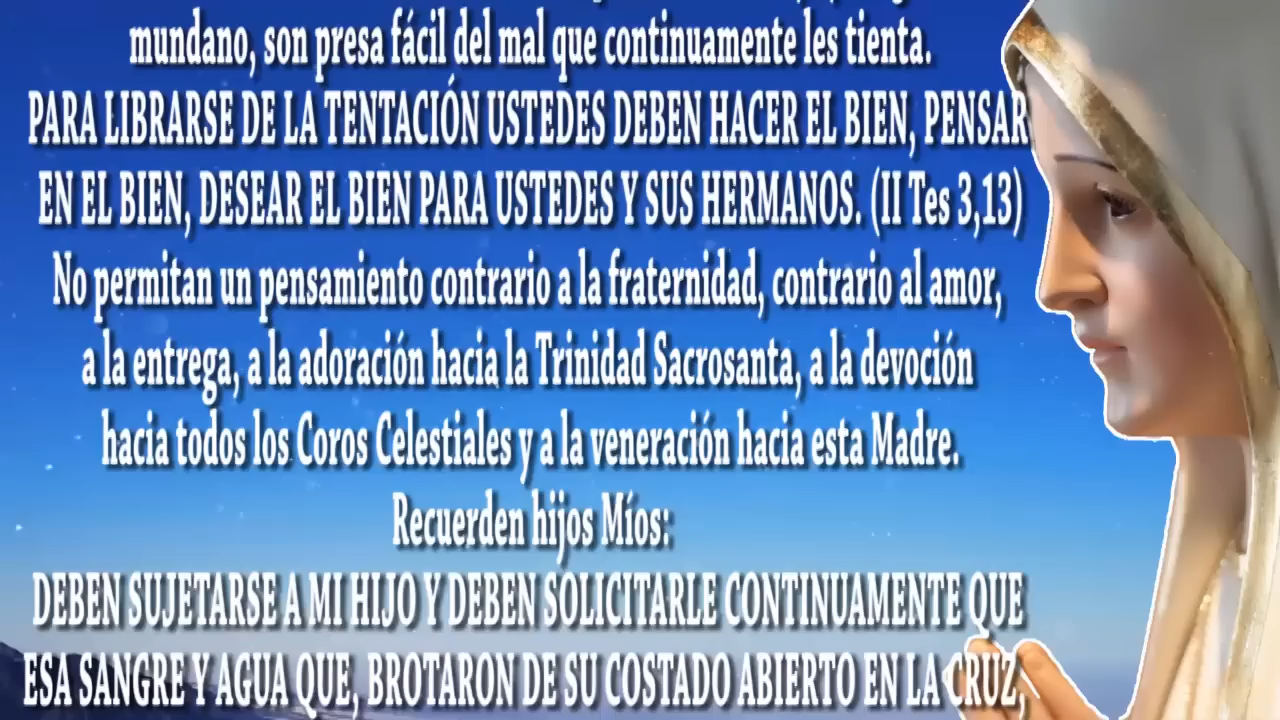 mundano, son presa fácil del mal que continuamente les tienta.
PARA LIBRARSE DE LA TENTACIÓN USTEDES DEBEN HACER EL BIEN, PENSAR
EN EL BIEN, DESEAR EL BIEN PARA USTEDES Y SUS HERMANOS. (II Tes 3,13)
No permitan un pensamiento contrario a la fraternidad, contrario al amor,
a la entrega, a la adoración hacia la Trinidad Sacrosanta, a la devoción
hacia todos los Coros Celestiales y a la veneración hacia esta Madre.
Recuerden hijos Míos:
DEBEN SUJETARSE A MI HIJO Y DEBEN SOLICITARLE CONTINUAMENTE QUE
ESA SANGRE Y AGUA QUE, BROTARON DE SU COSTADO ABIERTO EN LA CRUZ,